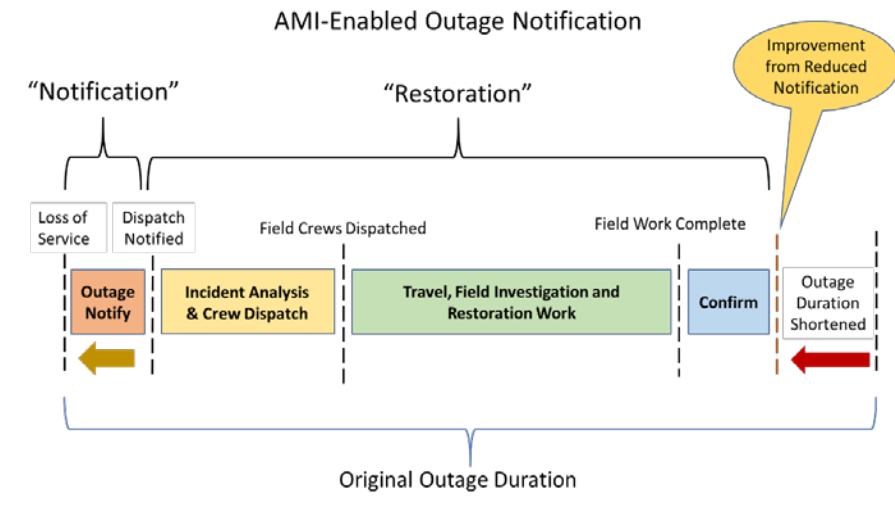 AMI-Enabled Outage Notification
Improvement
from Reduced
Notification
“Notification”
“Restoration”
Loss of
Service
Dispatch
Notified
Field Crews Dispatched
Field Work Complete
Outage
Notify
Incident Analysis
& Crew Dispatch
Travel, Field Investigation and
Restoration Work
Confirm
Outage
Duration
Shortened
Original Outage Duration